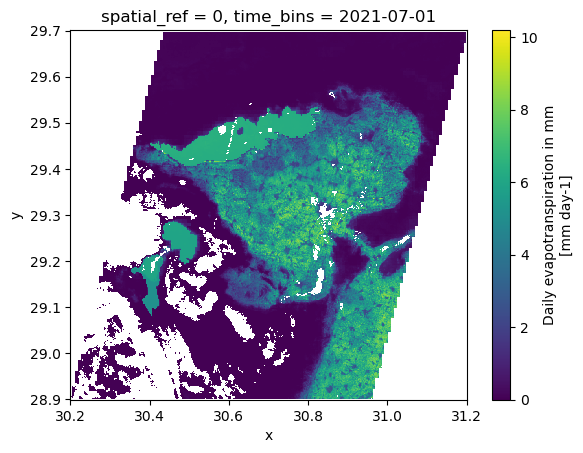 spatial_ref = 0, time_bins = 2021-07-01
29.7
29.6
29.5
29.4
29.3
29.2
29.1
29.0
28.9
y
30.2 30.4 30.6 30.8 31.0 31.2
x
10
8
6
4
2
0
Daily evapotranspiration in mm
[mm day-1]